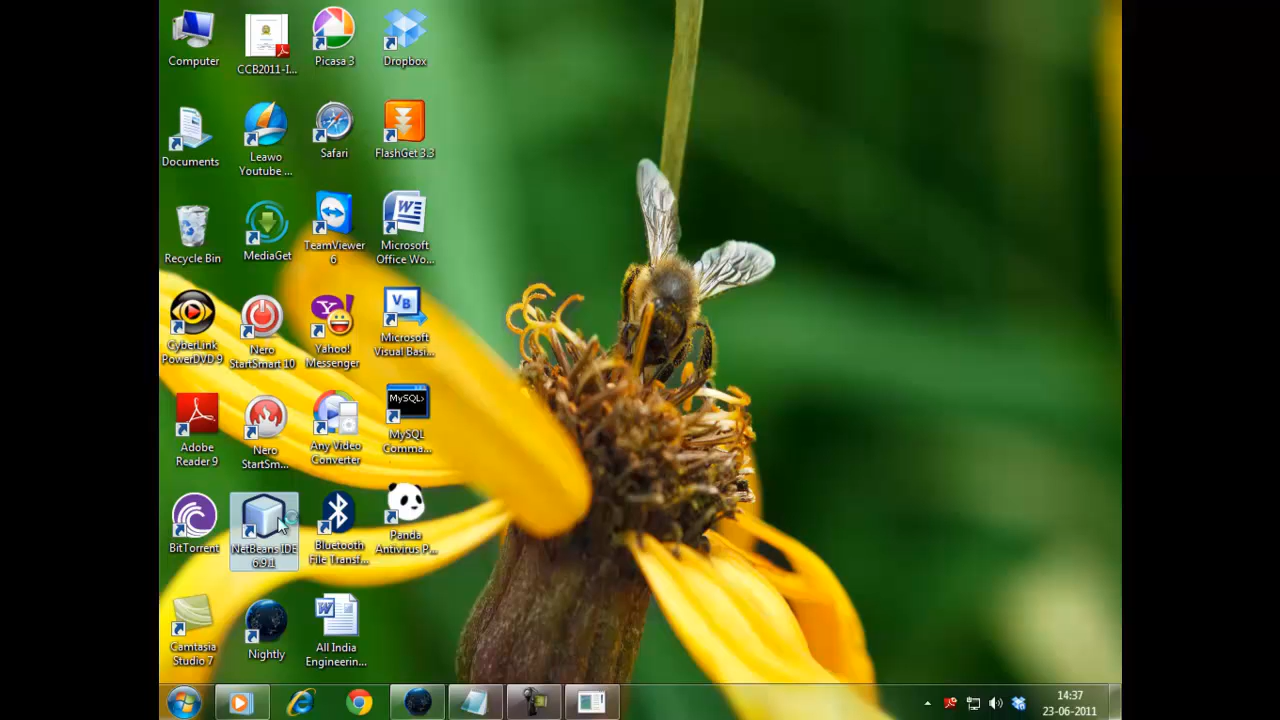 Computer
CCB2011-I...
Picasa 3
Dropbox
Documents
Leawo
Youtube ...
Safari
FlashGet 3.3
Recycle Bin
MediaGet
TeamViewer
6
Microsoft
Office Wo...
CyberLink
PowerDVD 9
Nero
StartSmart 10
Yahoo!
Messenger
VB
Microsoft
Visual Basi...
Adobe
Reader 9
Nero
StartSm...
Any Video
Converter
MySQL>
MySQL
Comma...
BitTorrent
NetBeans IDE
6.9.1
Bluetooth
File Transf...
Panda
Antivirus P...
Camtasia
Studio 7
Nightly
All India
Engineerin...
14:37
23-06-2011